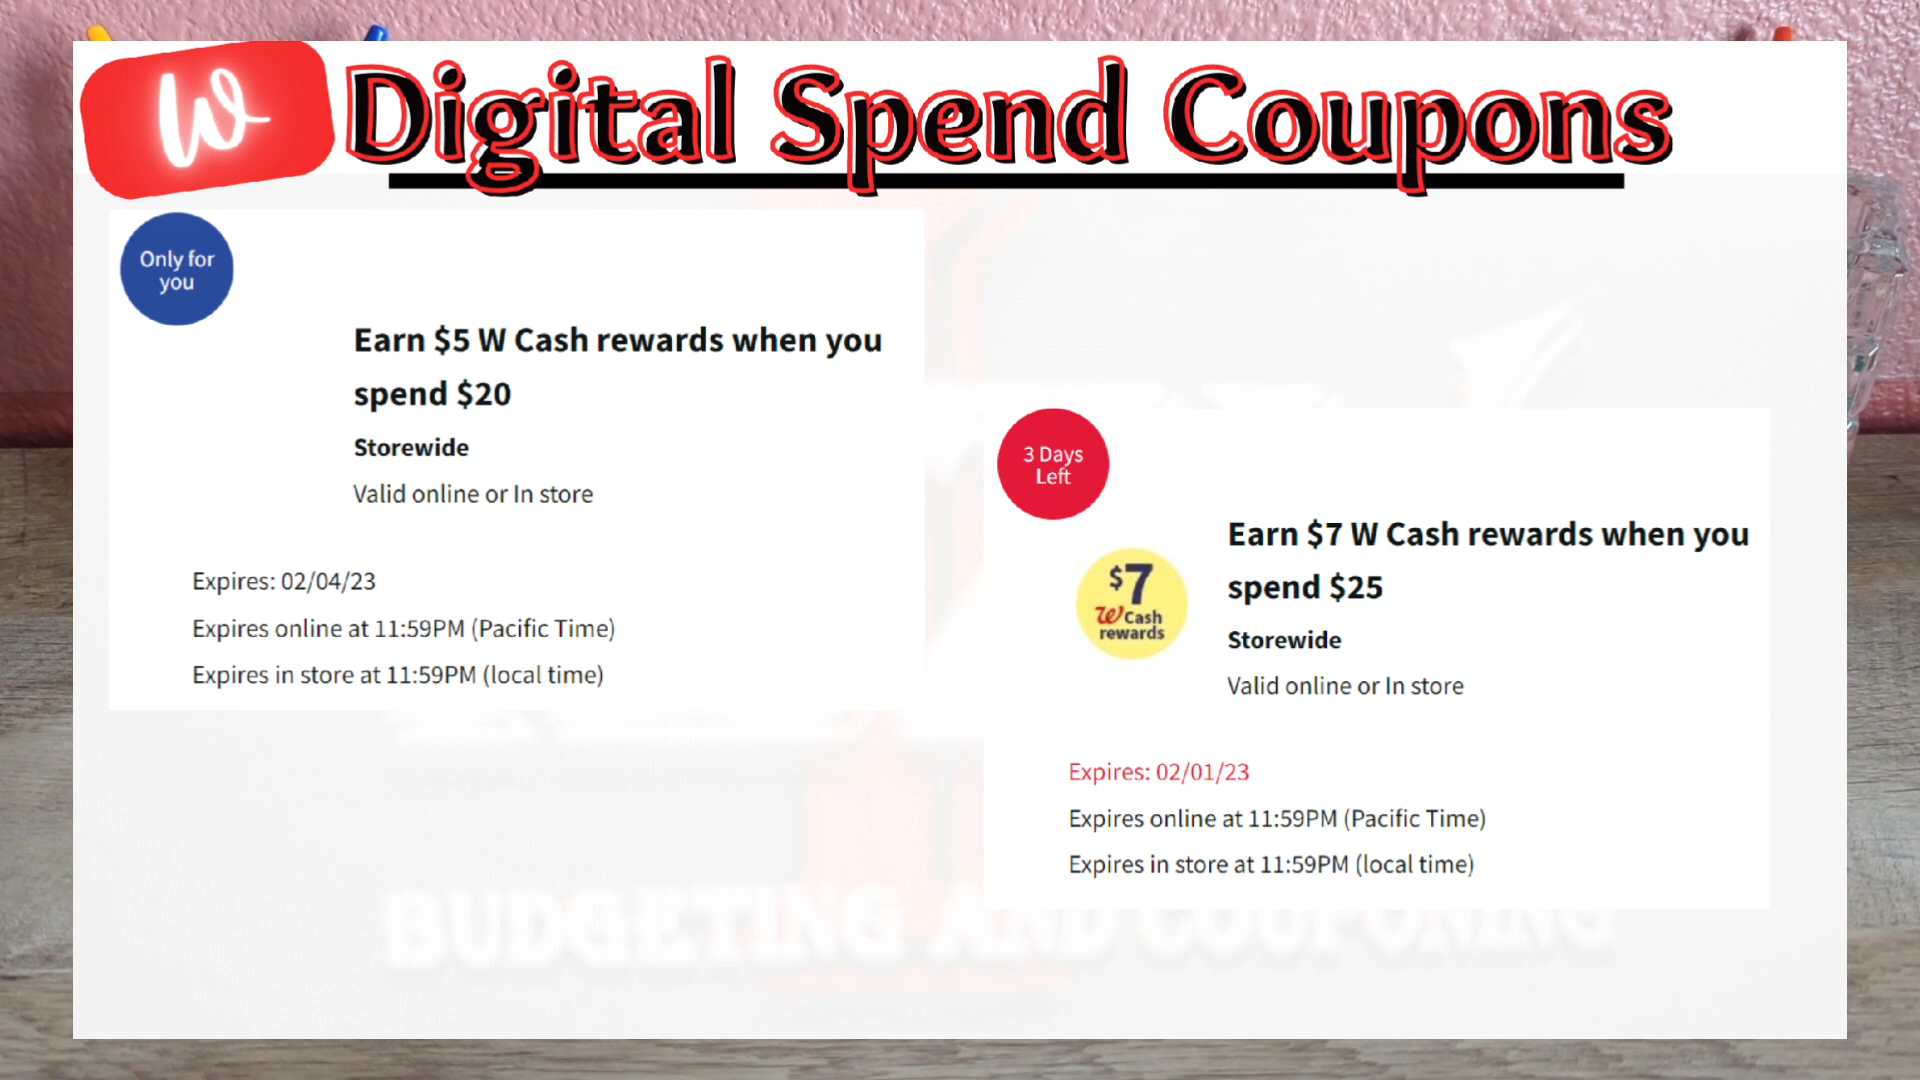 W Digital Spend Coupons
Only for
you
Earn $5 W Cash rewards when you
spend $20
Storewide
Valid online or In store
Expires: 02/04/23
Expires online at 11:59PM (Pacific Time)
Expires in store at 11:59PM (local time)
3 Days
Left
$7
W Cash
rewards
Earn $7 W Cash rewards when you
spend $25
Storewide
Valid online or In store
Expires: 02/01/23
Expires online at 11:59PM (Pacific Time)
Expires in store at 11:59PM (local time)
BUDGETING AND COUPONING